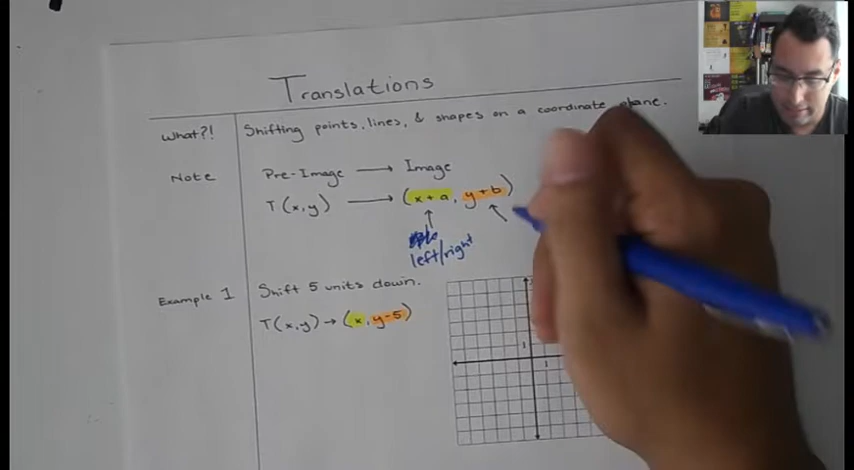 Translations
What?! Shifting points, lines, & shapes on a coordinate plane.
Note Pre-Image → Image
T(x,y) → (x+a, y+b)
left/right
Example 1 Shift 5 units down.
T(x,y) → (x, y-5)
1
1